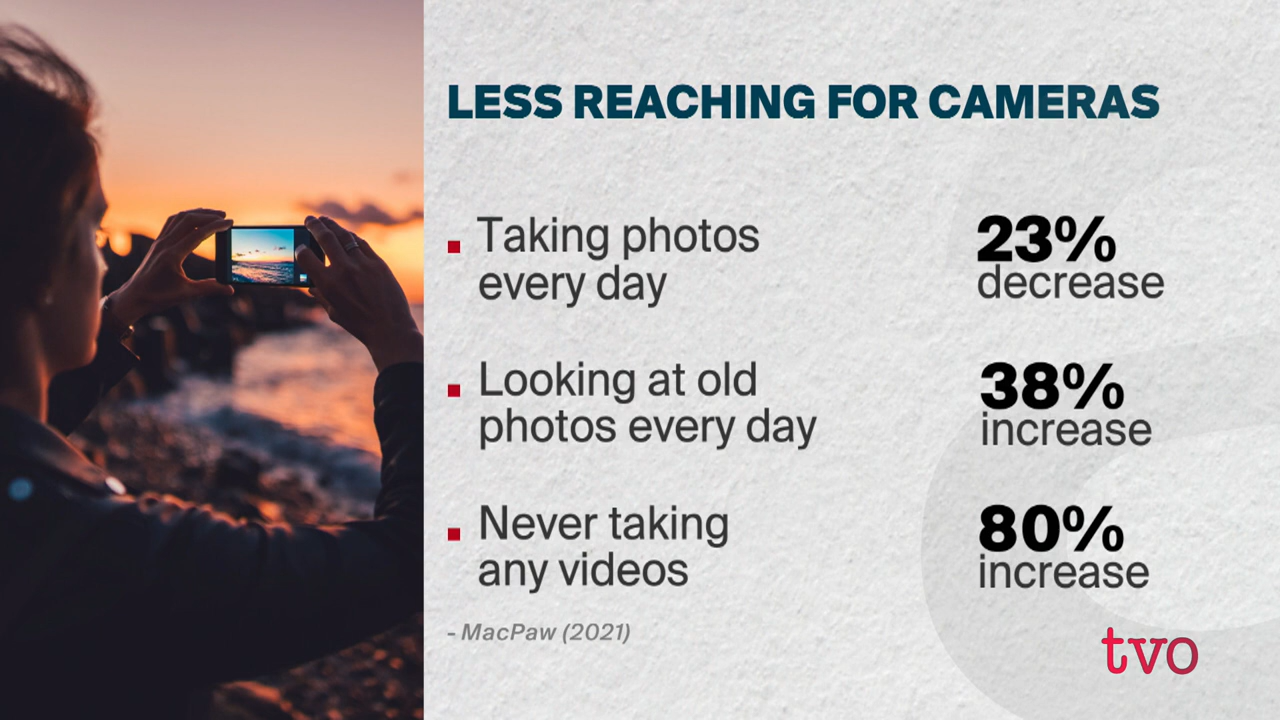 LESS REACHING FOR CAMERAS
Taking photos
every day
23%
decrease
Looking at old
photos every day
38%
increase
Never taking
any videos
80%
increase
- MacPaw (2021)
tvo